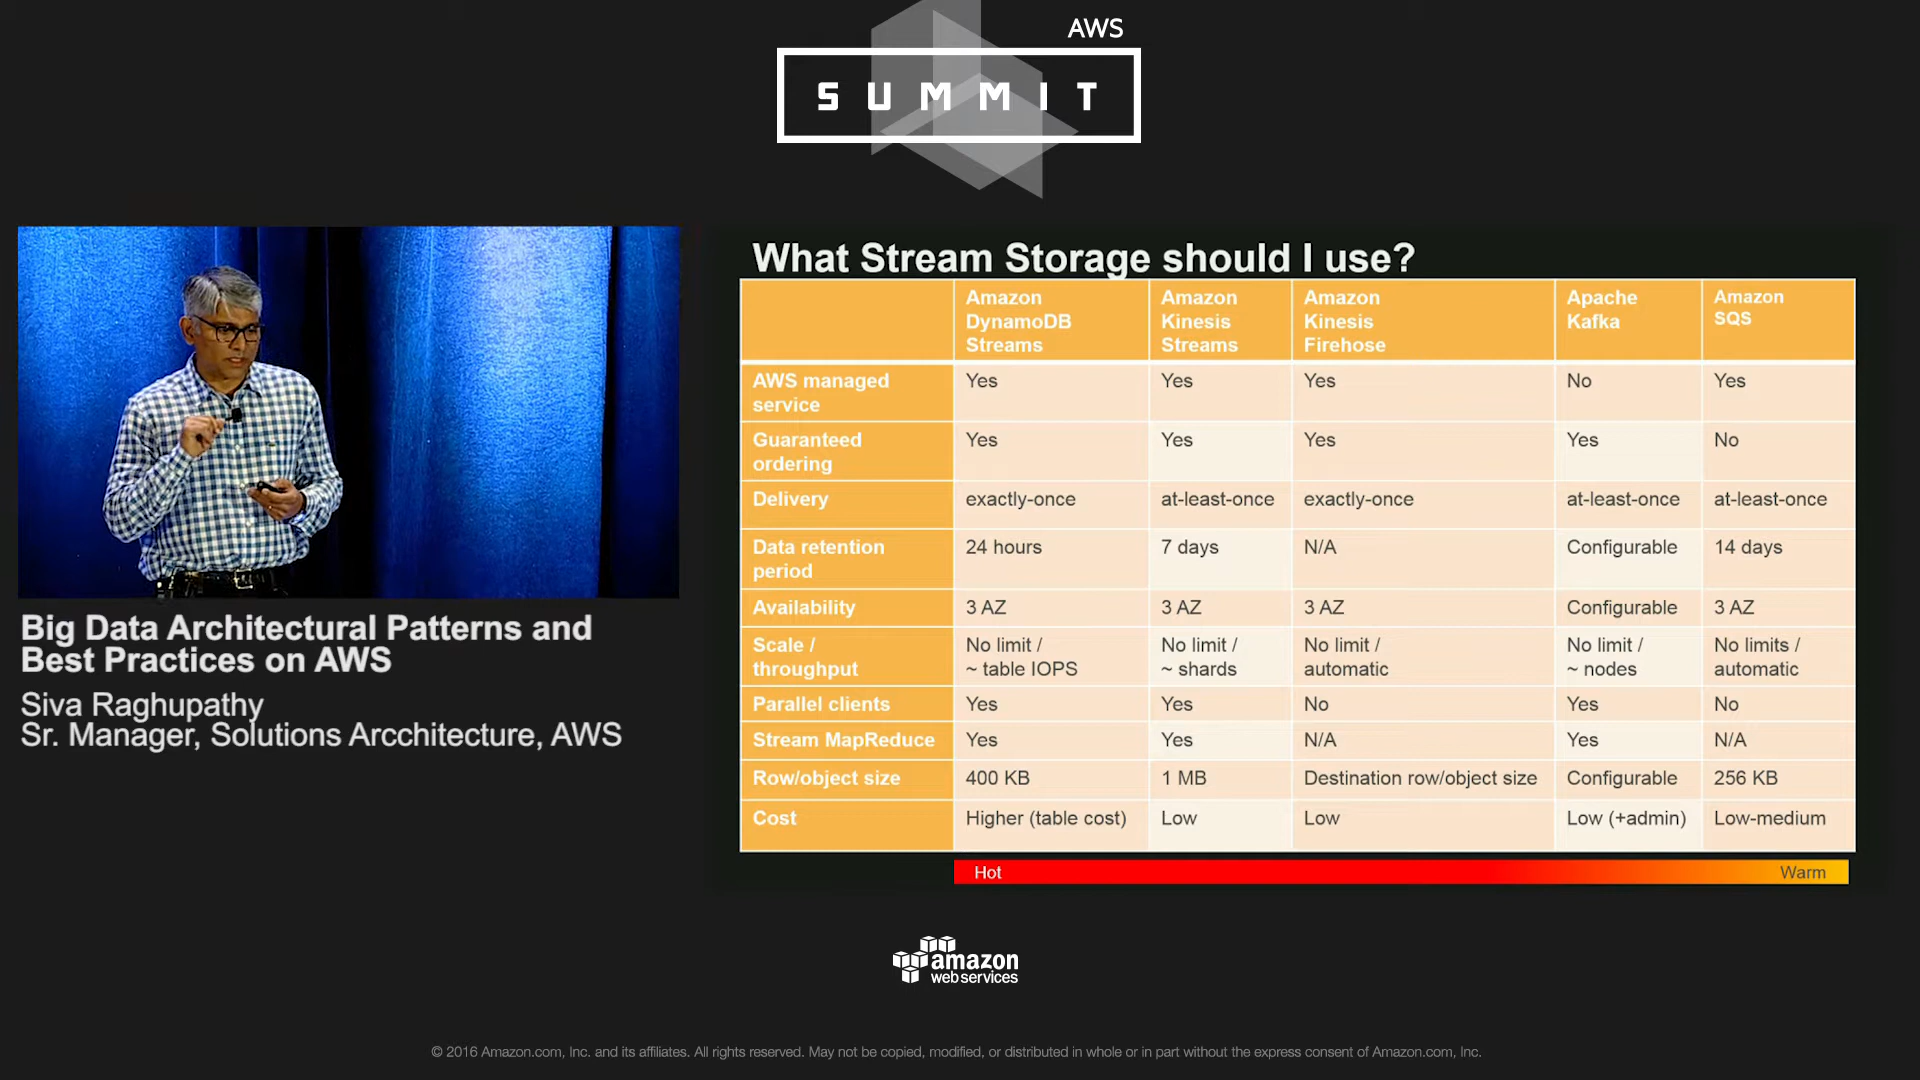 AWS
SUMMIT
What Stream Storage should I use?
Amazon DynamoDB Streams
Amazon Kinesis Streams
Amazon Kinesis Firehose
Apache Kafka
Amazon SQS
AWS managed service
Yes
Yes
Yes
No
Yes
Guaranteed ordering
Yes
Yes
Yes
Yes
No
Delivery
exactly-once
at-least-once
exactly-once
at-least-once
at-least-once
Data retention period
24 hours
7 days
N/A
Configurable
14 days
Availability
3 AZ
3 AZ
3 AZ
Configurable
3 AZ
Scale / throughput
No limit / ~ table IOPS
No limit / ~ shards
No limit / automatic
No limit / ~ nodes
No limits / automatic
Parallel clients
Yes
Yes
No
Yes
No
Stream MapReduce
Yes
Yes
N/A
Yes
N/A
Row/object size
400 KB
1 MB
Destination row/object size
Configurable
256 KB
Cost
Higher (table cost)
Low
Low
Low (+admin)
Low-medium
Hot
Warm
Big Data Architectural Patterns and
Best Practices on AWS
Siva Raghupathy
Sr. Manager, Solutions Arcchitecture, AWS
amazon
webservices
© 2016 Amazon.com, Inc. and its affiliates. All rights reserved. May not be copied, modified, or distributed in whole or in part without the express consent of Amazon.com, Inc.